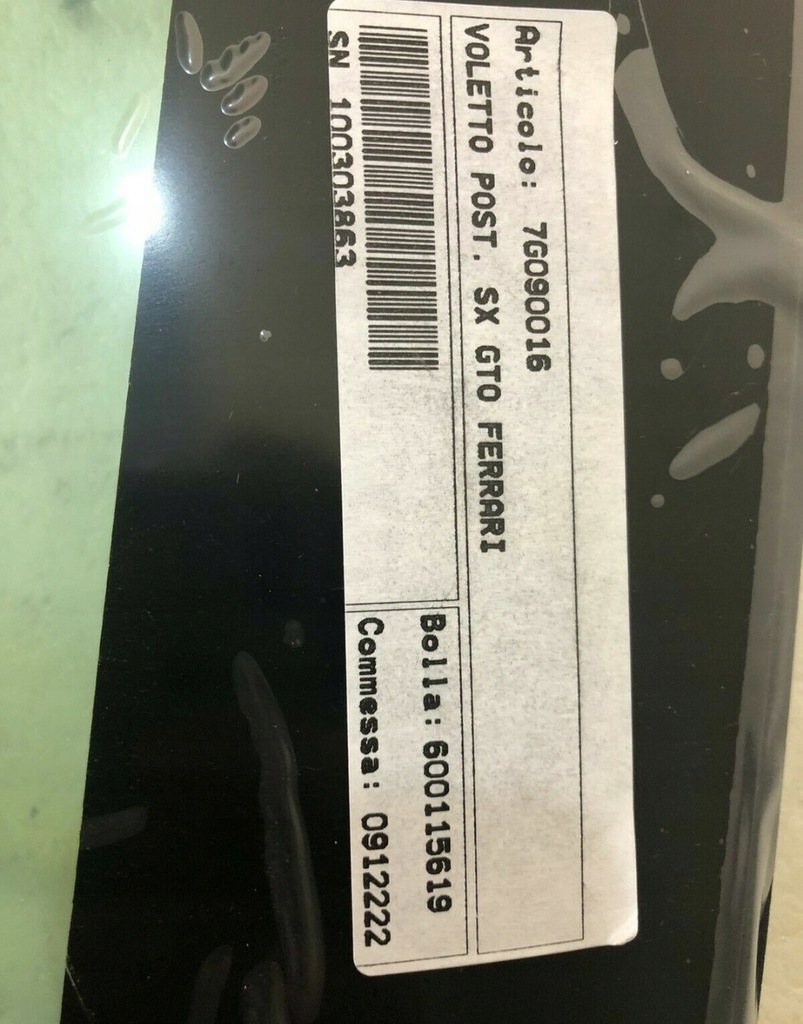 Articolo: 7G090016
VOLETTO POST. SX GTO FERRARI
SN 100303863
Bolla: 600115619
Commessa: 0912222